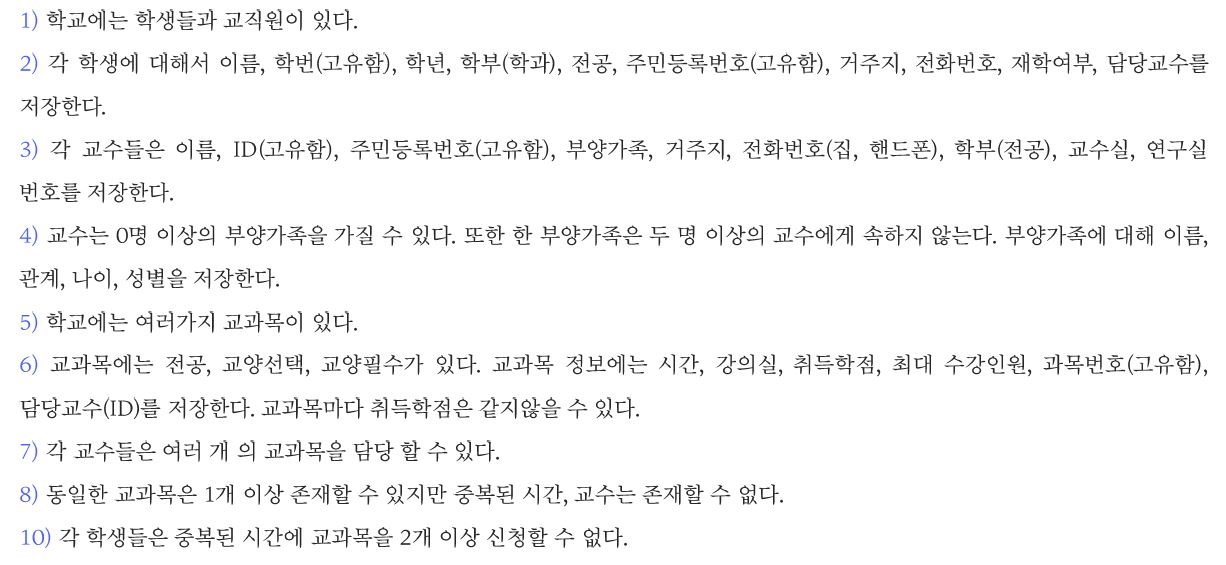 1) 학교에는 학생들과 교직원이 있다.
2) 각 학생에 대해서 이름, 학번(고유함), 학년, 학부(학과), 전공, 주민등록번호(고유함), 거주지, 전화번호, 재학여부, 담당교수를
저장한다.
3) 각 교수들은 이름, ID(고유함), 주민등록번호(고유함), 부양가족, 거주지, 전화번호(집, 핸드폰), 학부(전공), 교수실, 연구실
번호를 저장한다.
4) 교수는 0명 이상의 부양가족을 가질 수 있다. 또한 한 부양가족은 두 명 이상의 교수에게 속하지 않는다. 부양가족에 대해 이름,
관계, 나이, 성별을 저장한다.
5) 학교에는 여러가지 교과목이 있다.
6) 교과목에는 전공, 교양선택, 교양필수가 있다. 교과목 정보에는 시간, 강의실, 취득학점, 최대 수강인원, 과목번호(고유함),
담당교수(ID)를 저장한다. 교과목마다 취득학점은 같지않을 수 있다.
7) 각 교수들은 여러 개 의 교과목을 담당 할 수 있다.
8) 동일한 교과목은 1개 이상 존재할 수 있지만 중복된 시간, 교수는 존재할 수 없다.
10) 각 학생들은 중복된 시간에 교과목을 2개 이상 신청할 수 없다.